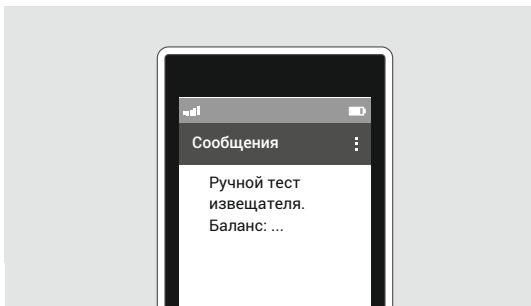 Сообщения
Ручной тест
извещателя.
Баланс: ...